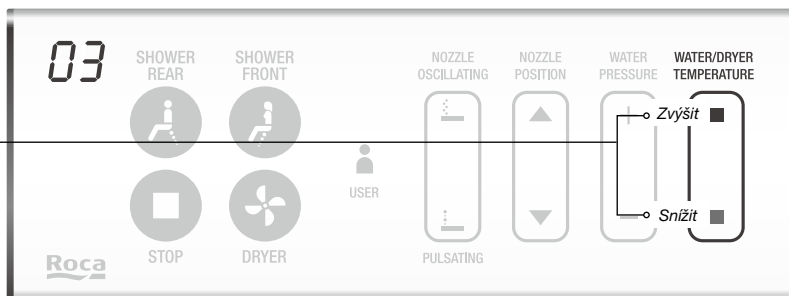 03
SHOWER
REAR
SHOWER
FRONT
NOZZLE
OSCILLATING
NOZZLE
POSITION
WATER
PRESSURE
WATER/DRYER
TEMPERATURE
Zvýšit
USER
Snížit
STOP
DRYER
PULSATING
Roca